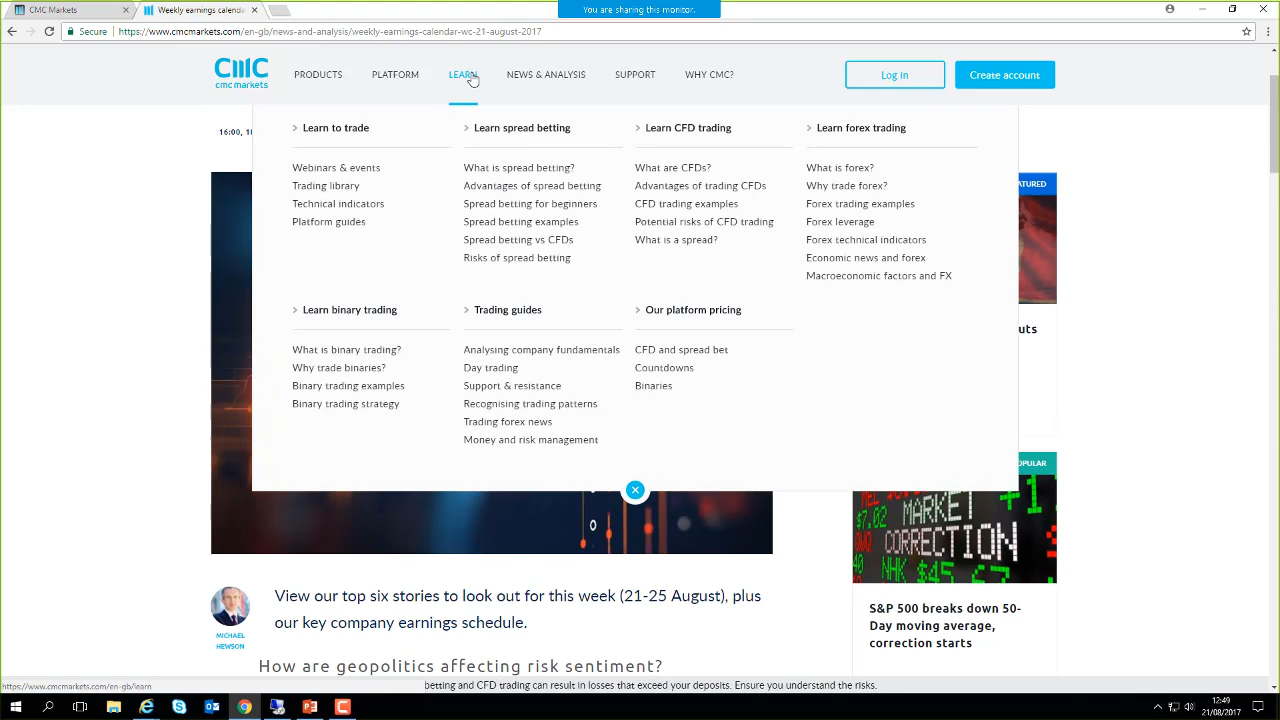 You are sharing this monitor.
CMC Markets
Weekly earnings calenda
Secure
https://www.cmcmarkets.com/en-gb/news-and-analysis/weekly-earnings-calendar-wc-21-august-2017
cmc markets
PRODUCTS
PLATFORM
LEARN
NEWS & ANALYSIS
SUPPORT
WHY CMC?
Log in
Create account
16:00, 1
Learn to trade
Webinars & events
Trading library
Technical indicators
Platform guides
Learn spread betting
What is spread betting?
Advantages of spread betting
Spread betting for beginners
Spread betting examples
Spread betting vs CFDs
Risks of spread betting
Learn CFD trading
What are CFDs?
Advantages of trading CFDs
CFD trading examples
Potential risks of CFD trading
What is a spread?
Learn forex trading
What is forex?
Why trade forex?
Forex trading examples
Forex leverage
Forex technical indicators
Economic news and forex
Macroeconomic factors and FX
Learn binary trading
What is binary trading?
Why trade binaries?
Binary trading examples
Binary trading strategy
Trading guides
Analysing company fundamentals
Day trading
Support & resistance
Recognising trading patterns
Trading forex news
Money and risk management
Our platform pricing
CFD and spread bet
Countdowns
Binaries
ATURED
uts
OPULAR
$7.02 MARKET
CORRECTION
NHK $45.67
S&P 500 breaks down 50-
Day moving average,
correction starts
MICHAEL
HEWSON
View our top six stories to look out for this week (21-25 August), plus
our key company earnings schedule.
How are geopolitics affecting risk sentiment?
https://www.cmcmarkets.com/en-gb/learn
betting and CFD trading can result in losses that exceed your deposits. Ensure you understand the risks.
12:49
21/08/2017